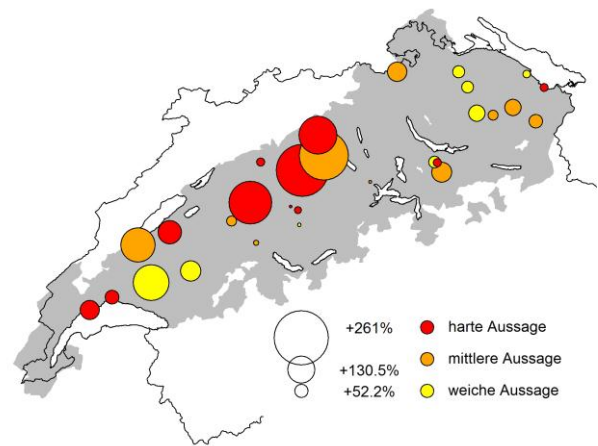 +261% harte Aussage
+130.5% mittlere Aussage
+52.2% weiche Aussage